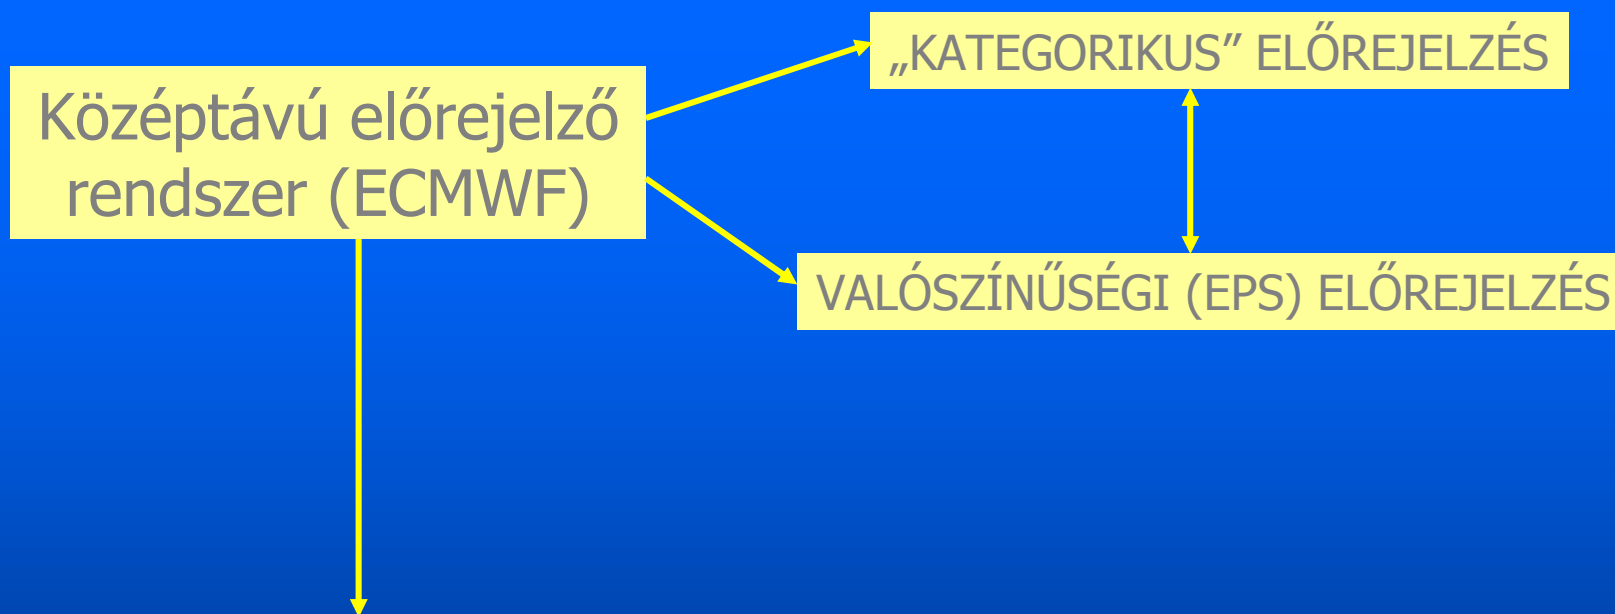 „KATEGORIKUS” ELŐREJELZÉS
Középtávú előrejelző
rendszer (ECMWF)
VALÓSZÍNŰSÉGI (EPS) ELŐREJELZÉS